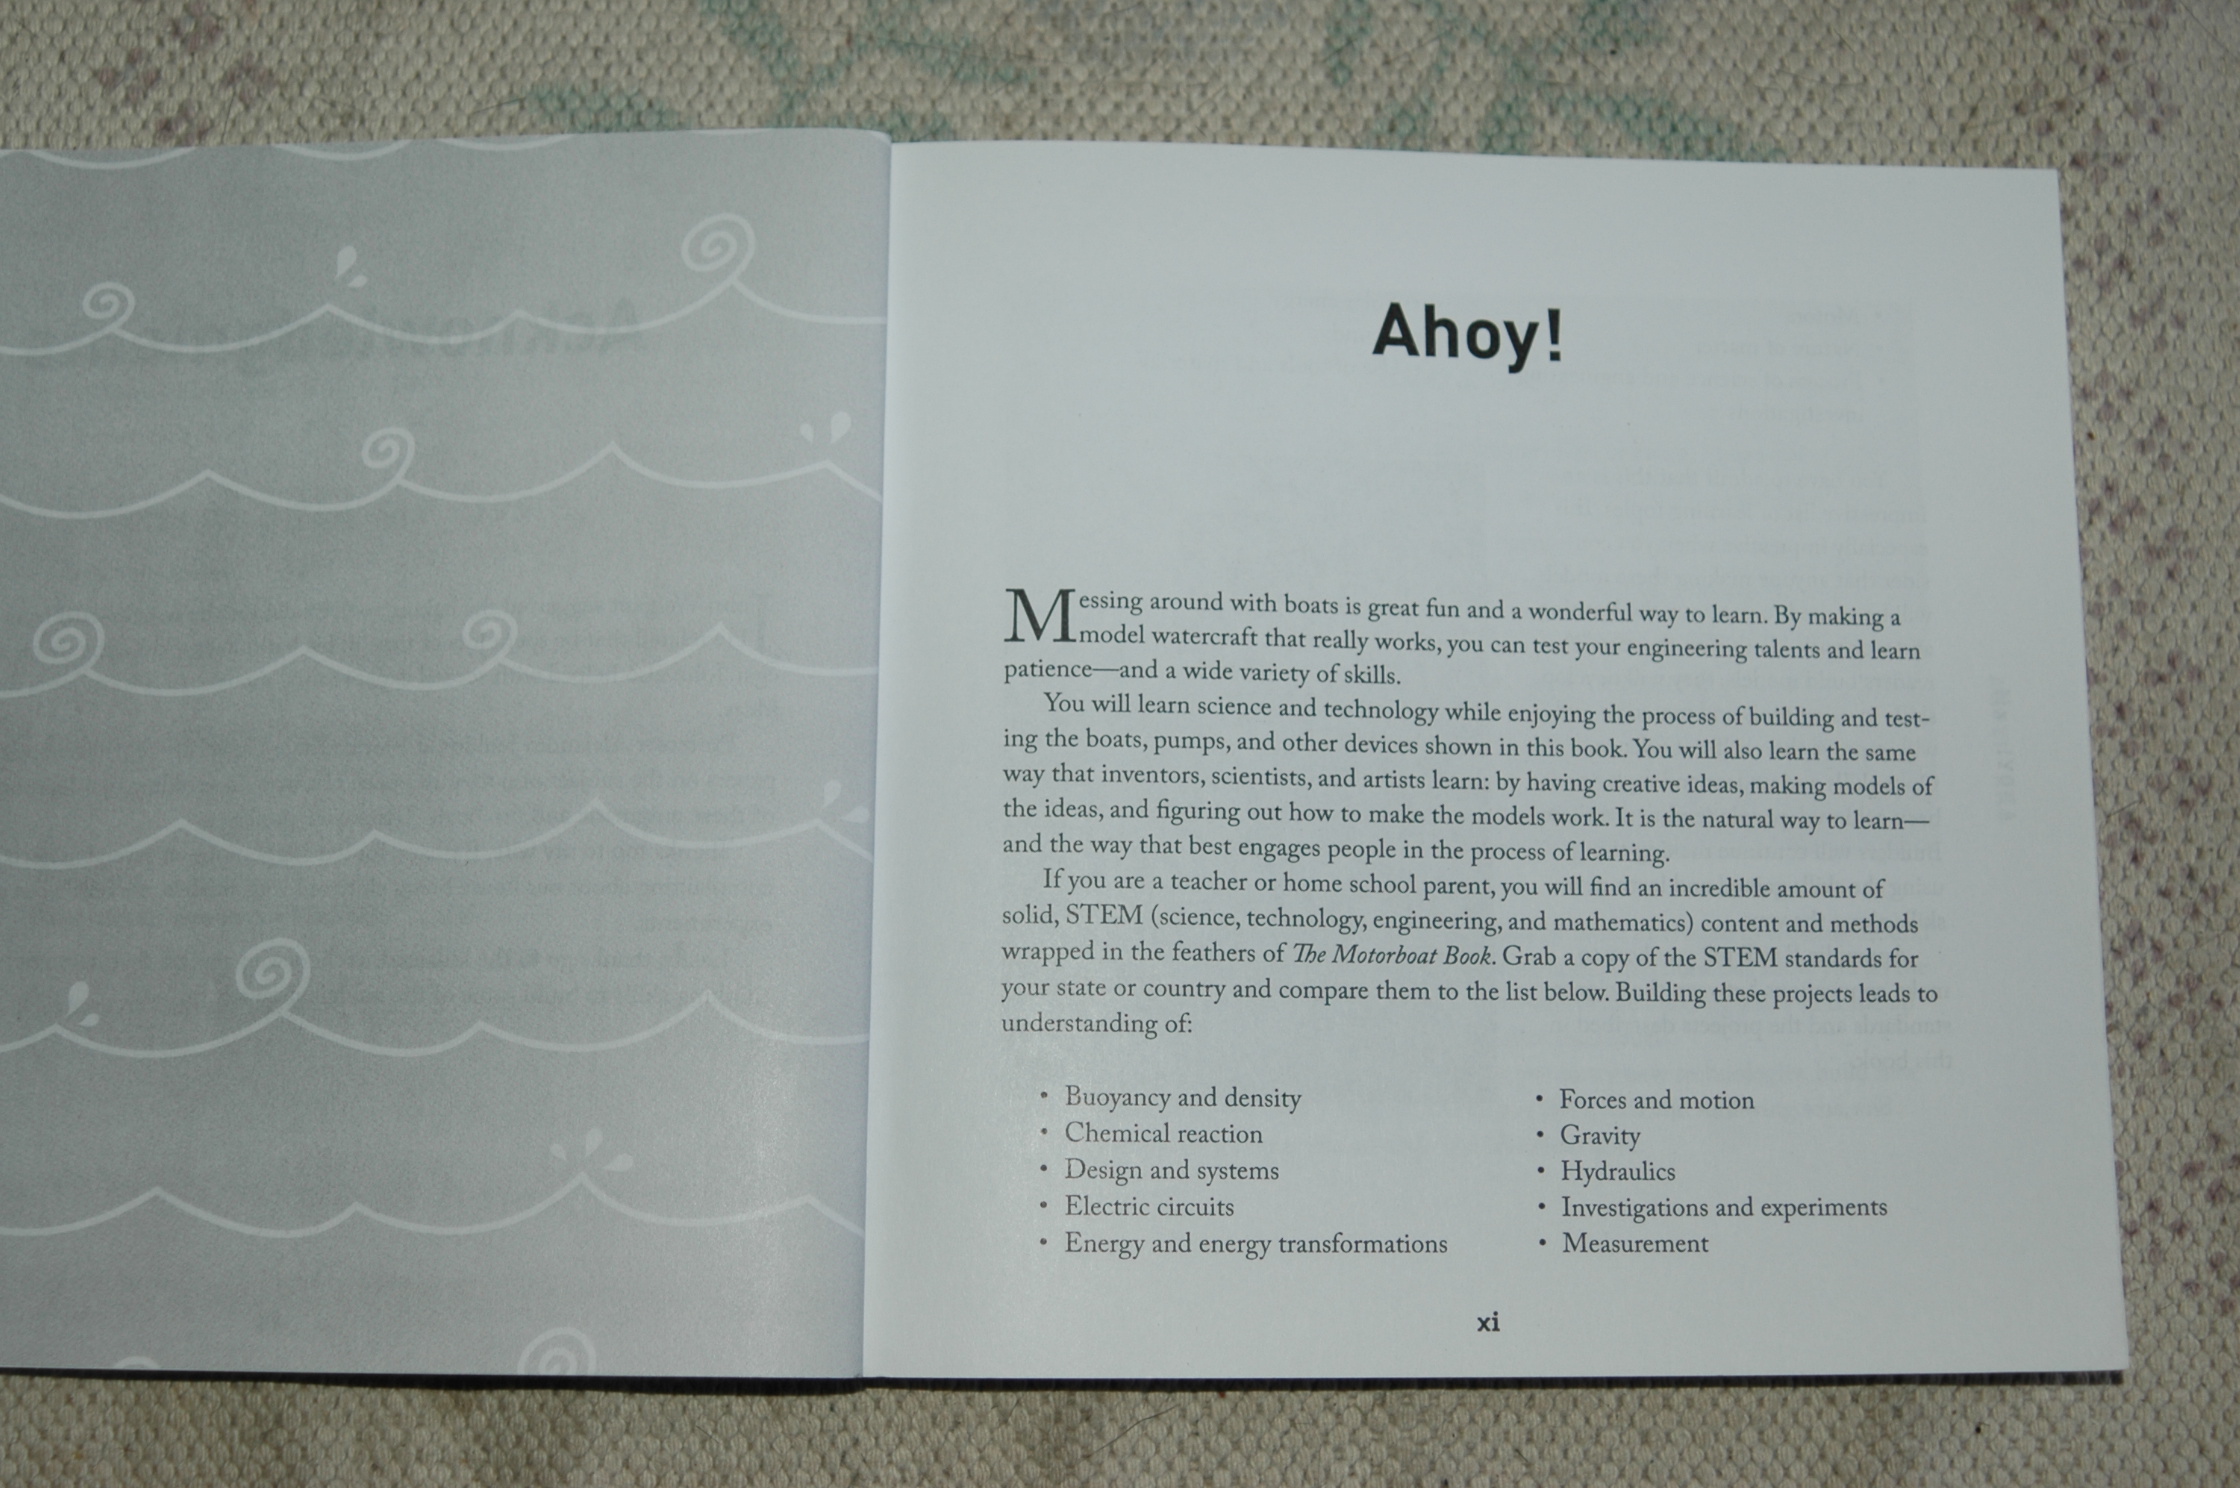 Ahoy!
Messing around with boats is great fun and a wonderful way to learn. By making a
model watercraft that really works, you can test your engineering talents and learn
patience—and a wide variety of skills.
You will learn science and technology while enjoying the process of building and test-
ing the boats, pumps, and other devices shown in this book. You will also learn the same
way that inventors, scientists, and artists learn: by having creative ideas, making models of
the ideas, and figuring out how to make the models work. It is the natural way to learn—
and the way that best engages people in the process of learning.
If you are a teacher or home school parent, you will find an incredible amount of
solid, STEM (science, technology, engineering, and mathematics) content and methods
wrapped in the feathers of The Motorboat Book. Grab a copy of the STEM standards for
your state or country and compare them to the list below. Building these projects leads to
understanding of:
• Buoyancy and density
• Chemical reaction
• Design and systems
• Electric circuits
• Energy and energy transformations
• Forces and motion
• Gravity
• Hydraulics
• Investigations and experiments
• Measurement
xi